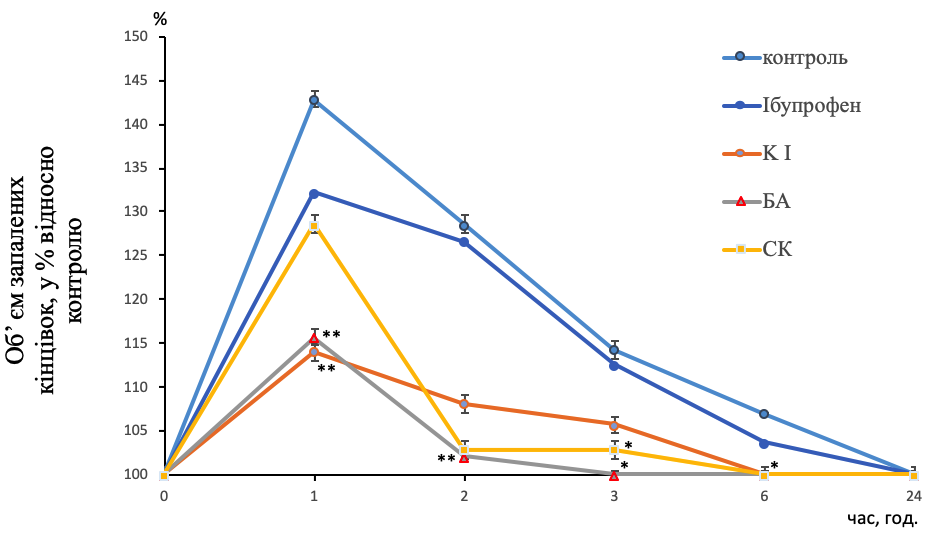 %
150
145
140
135
130
125
120
115
110
105
100
Об’ єм запалених
кінцівок, у % відносно
контролю
контроль
Ібупрофен
К І
БА
СК
**
**
**
*
*
*
0 1 2 3 6 24
час, год.